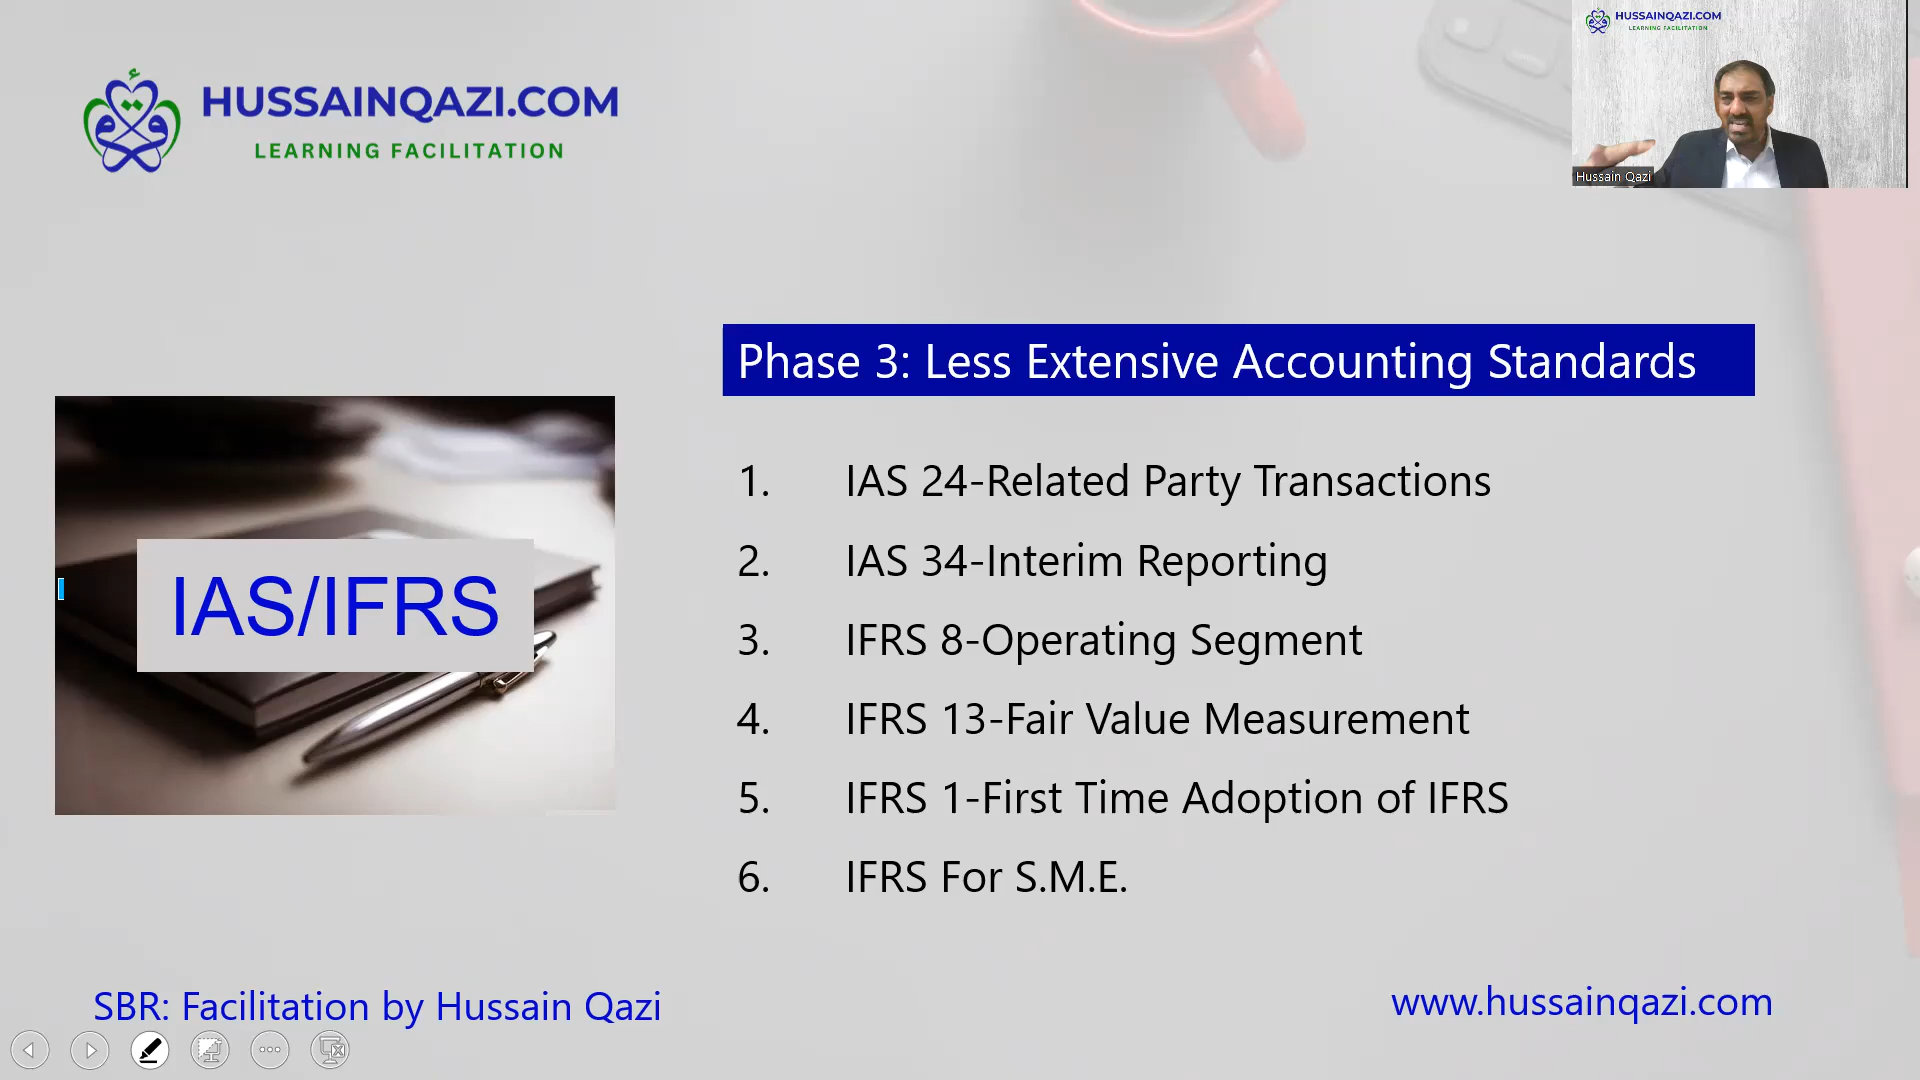 HUSSAINQAZI.COM
LEARNING FACILITATION
HUSSAINQAZI.COM
LEARNING FACILITATION
Hussain Qazi
Phase 3: Less Extensive Accounting Standards
IAS/IFRS
1. IAS 24-Related Party Transactions
2. IAS 34-Interim Reporting
3. IFRS 8-Operating Segment
4. IFRS 13-Fair Value Measurement
5. IFRS 1-First Time Adoption of IFRS
6. IFRS For S.M.E.
SBR: Facilitation by Hussain Qazi
www.hussainqazi.com